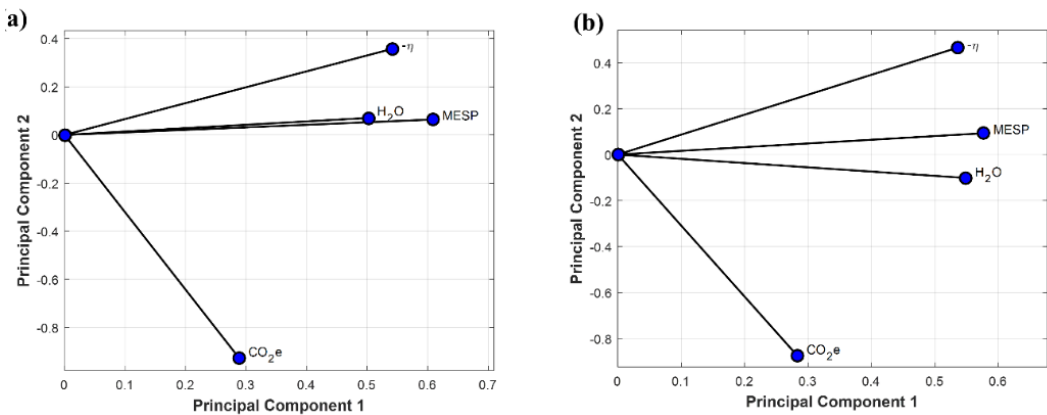 a)
(b)
0.4
0.2
0
-0.2
-0.4
-0.6
-0.8
Principal Component 2
-η
H₂O
MESP
CO₂e
0
0.1
0.2
0.3
0.4
0.5
0.6
0.7
Principal Component 1
0.4
0.2
0
-0.2
-0.4
-0.6
-0.8
Principal Component 2
-η
MESP
H₂O
CO₂e
0
0.1
0.2
0.3
0.4
0.5
0.6
Principal Component 1